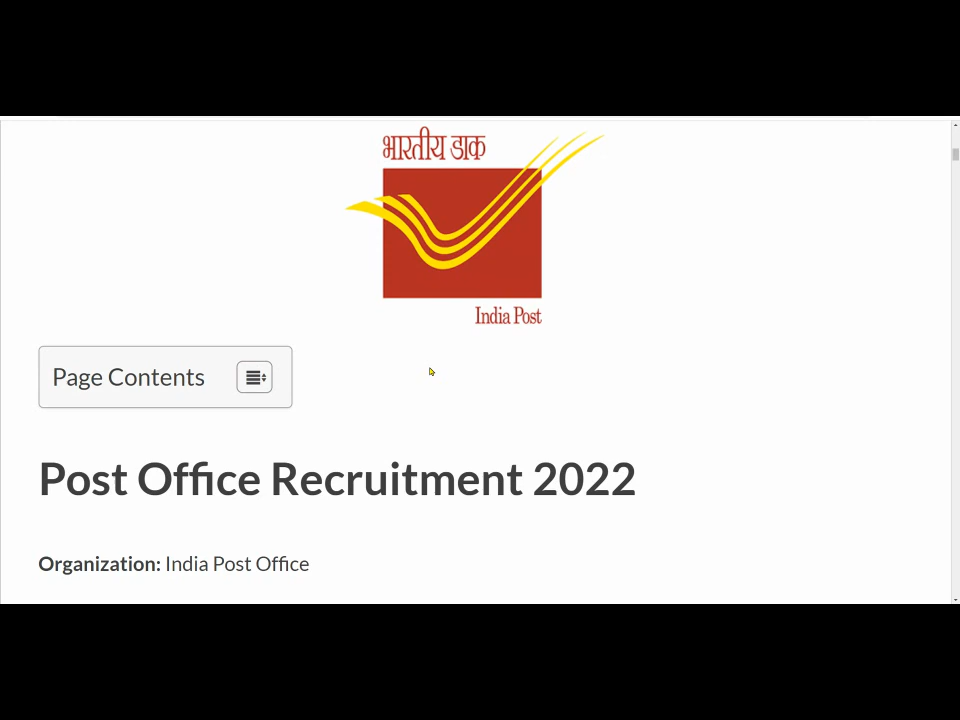 भारतीय डाक
India Post
Page Contents
Post Office Recruitment 2022
Organization: India Post Office